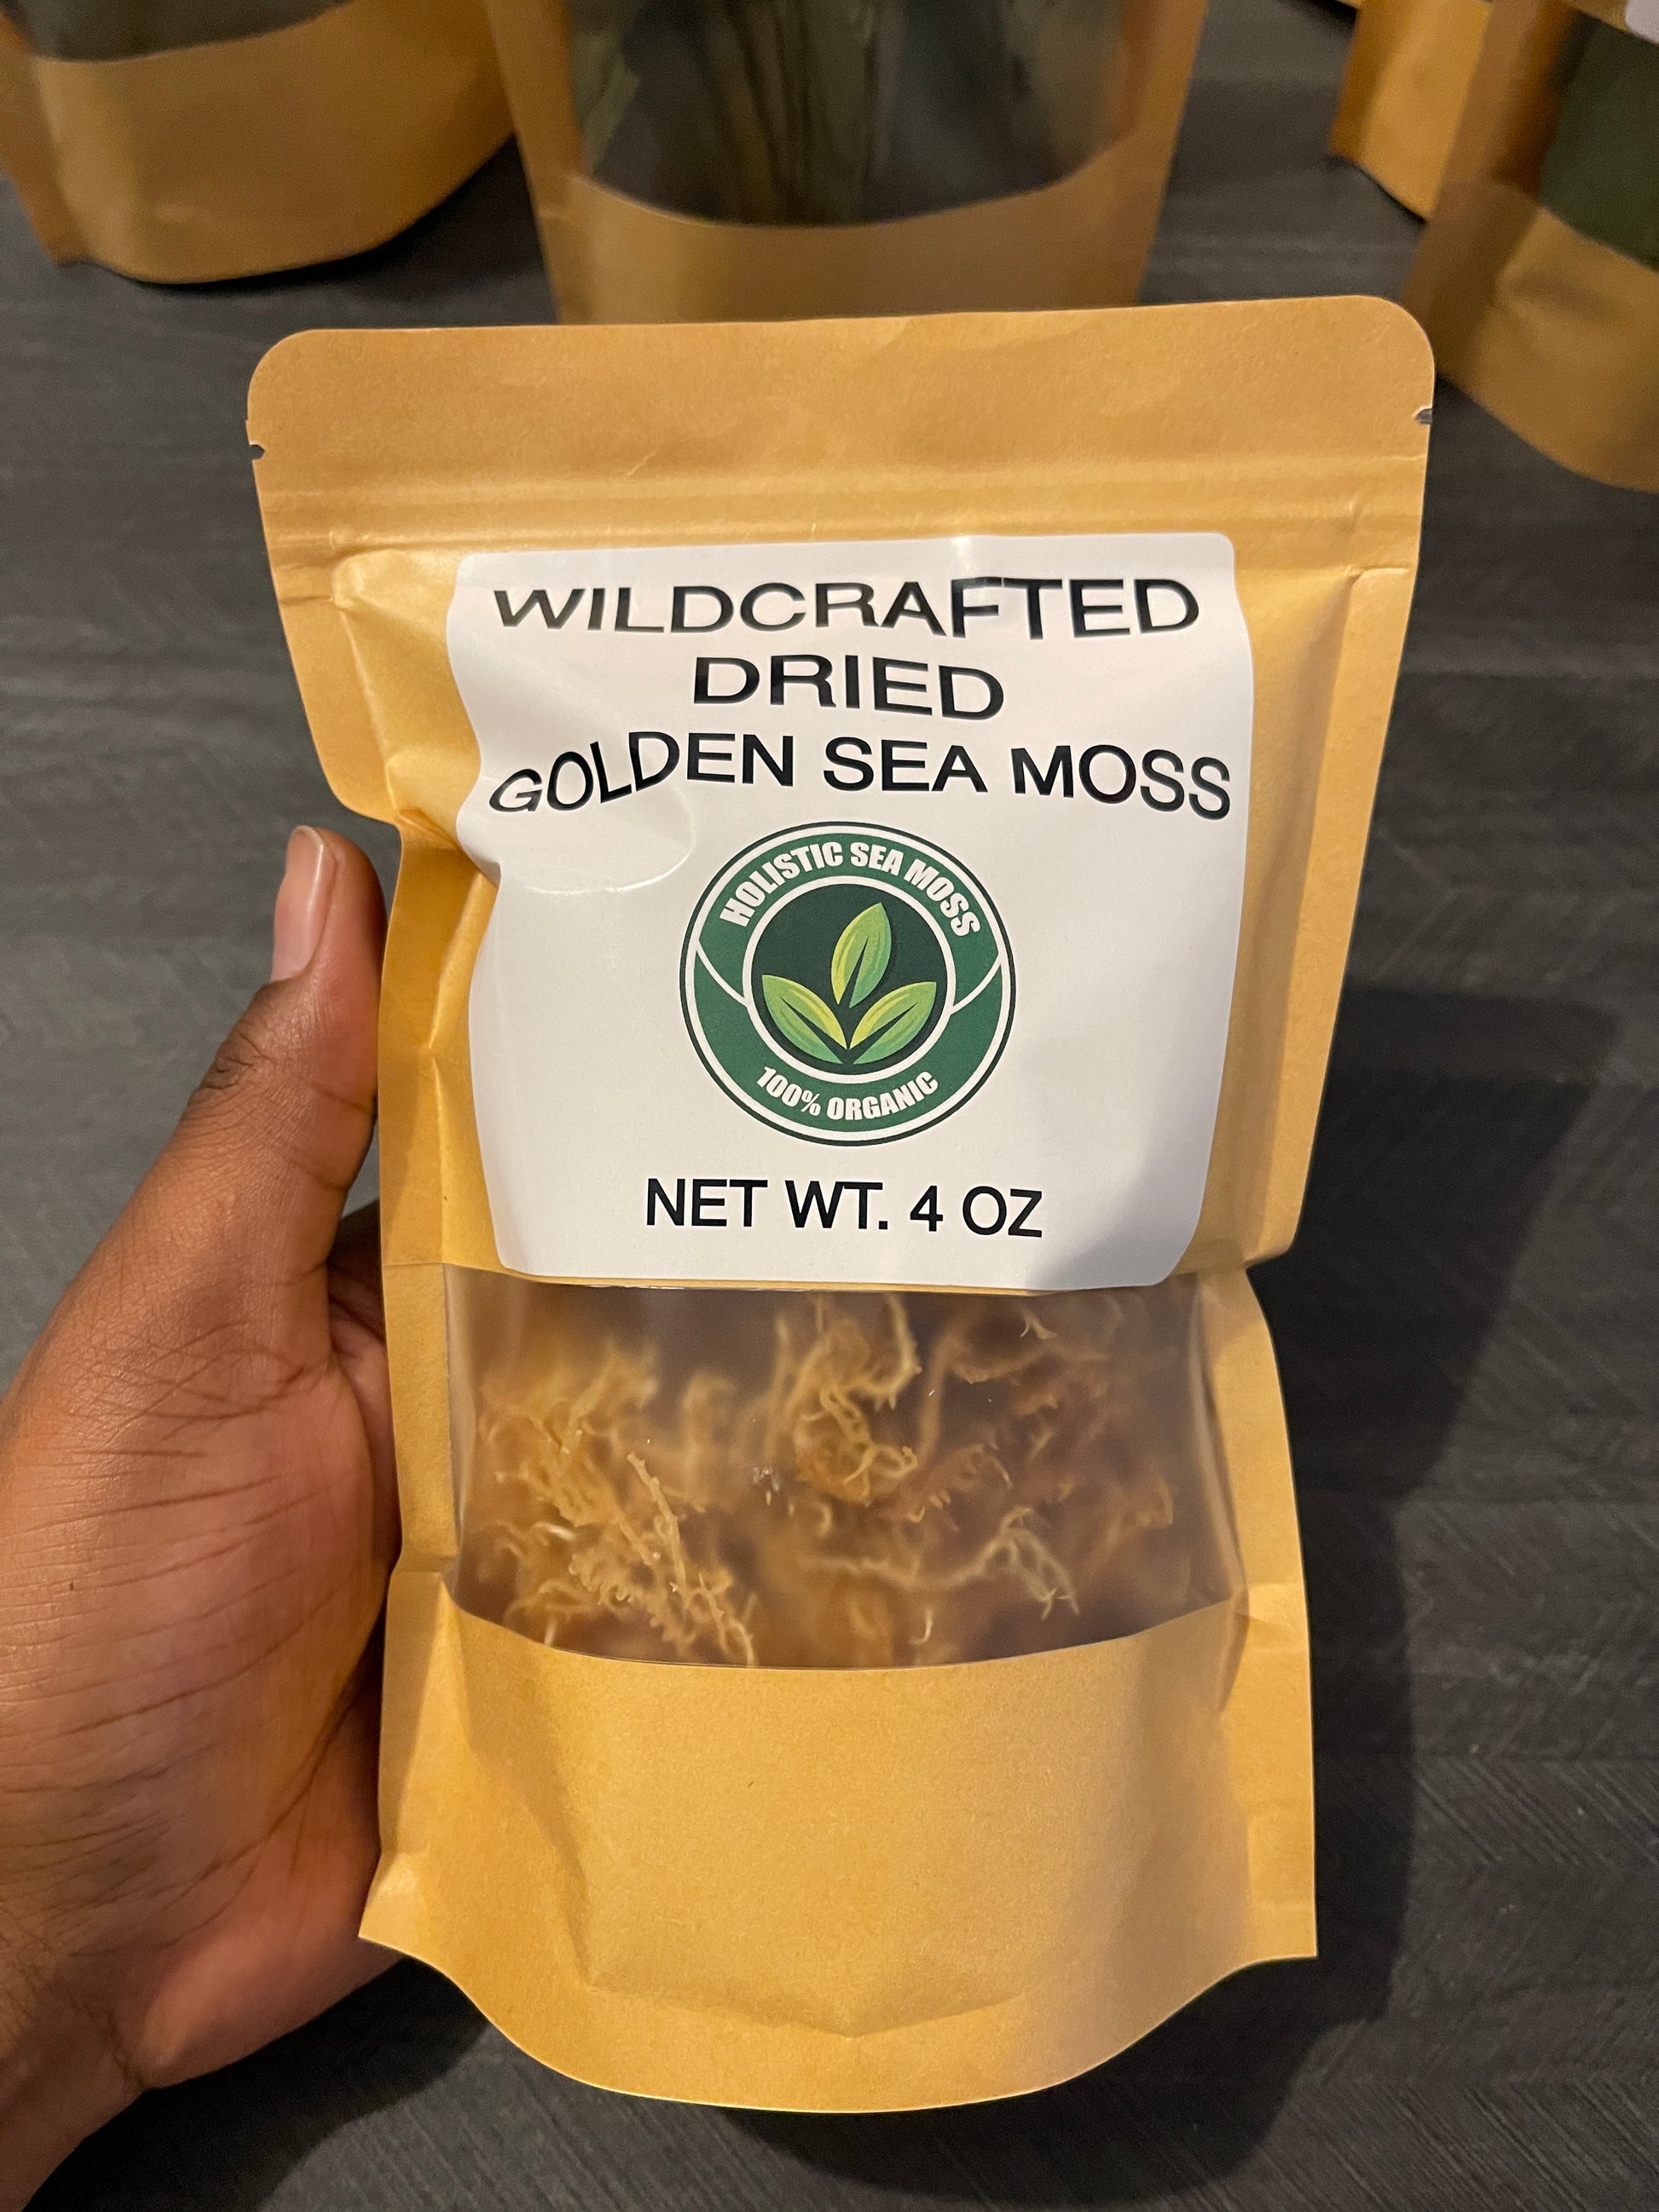 WILDCRAFTED
DRIED
GOLDEN SEA MOSS
HOLISTIC SEA MOSS
100% ORGANIC
NET WT. 4 OZ